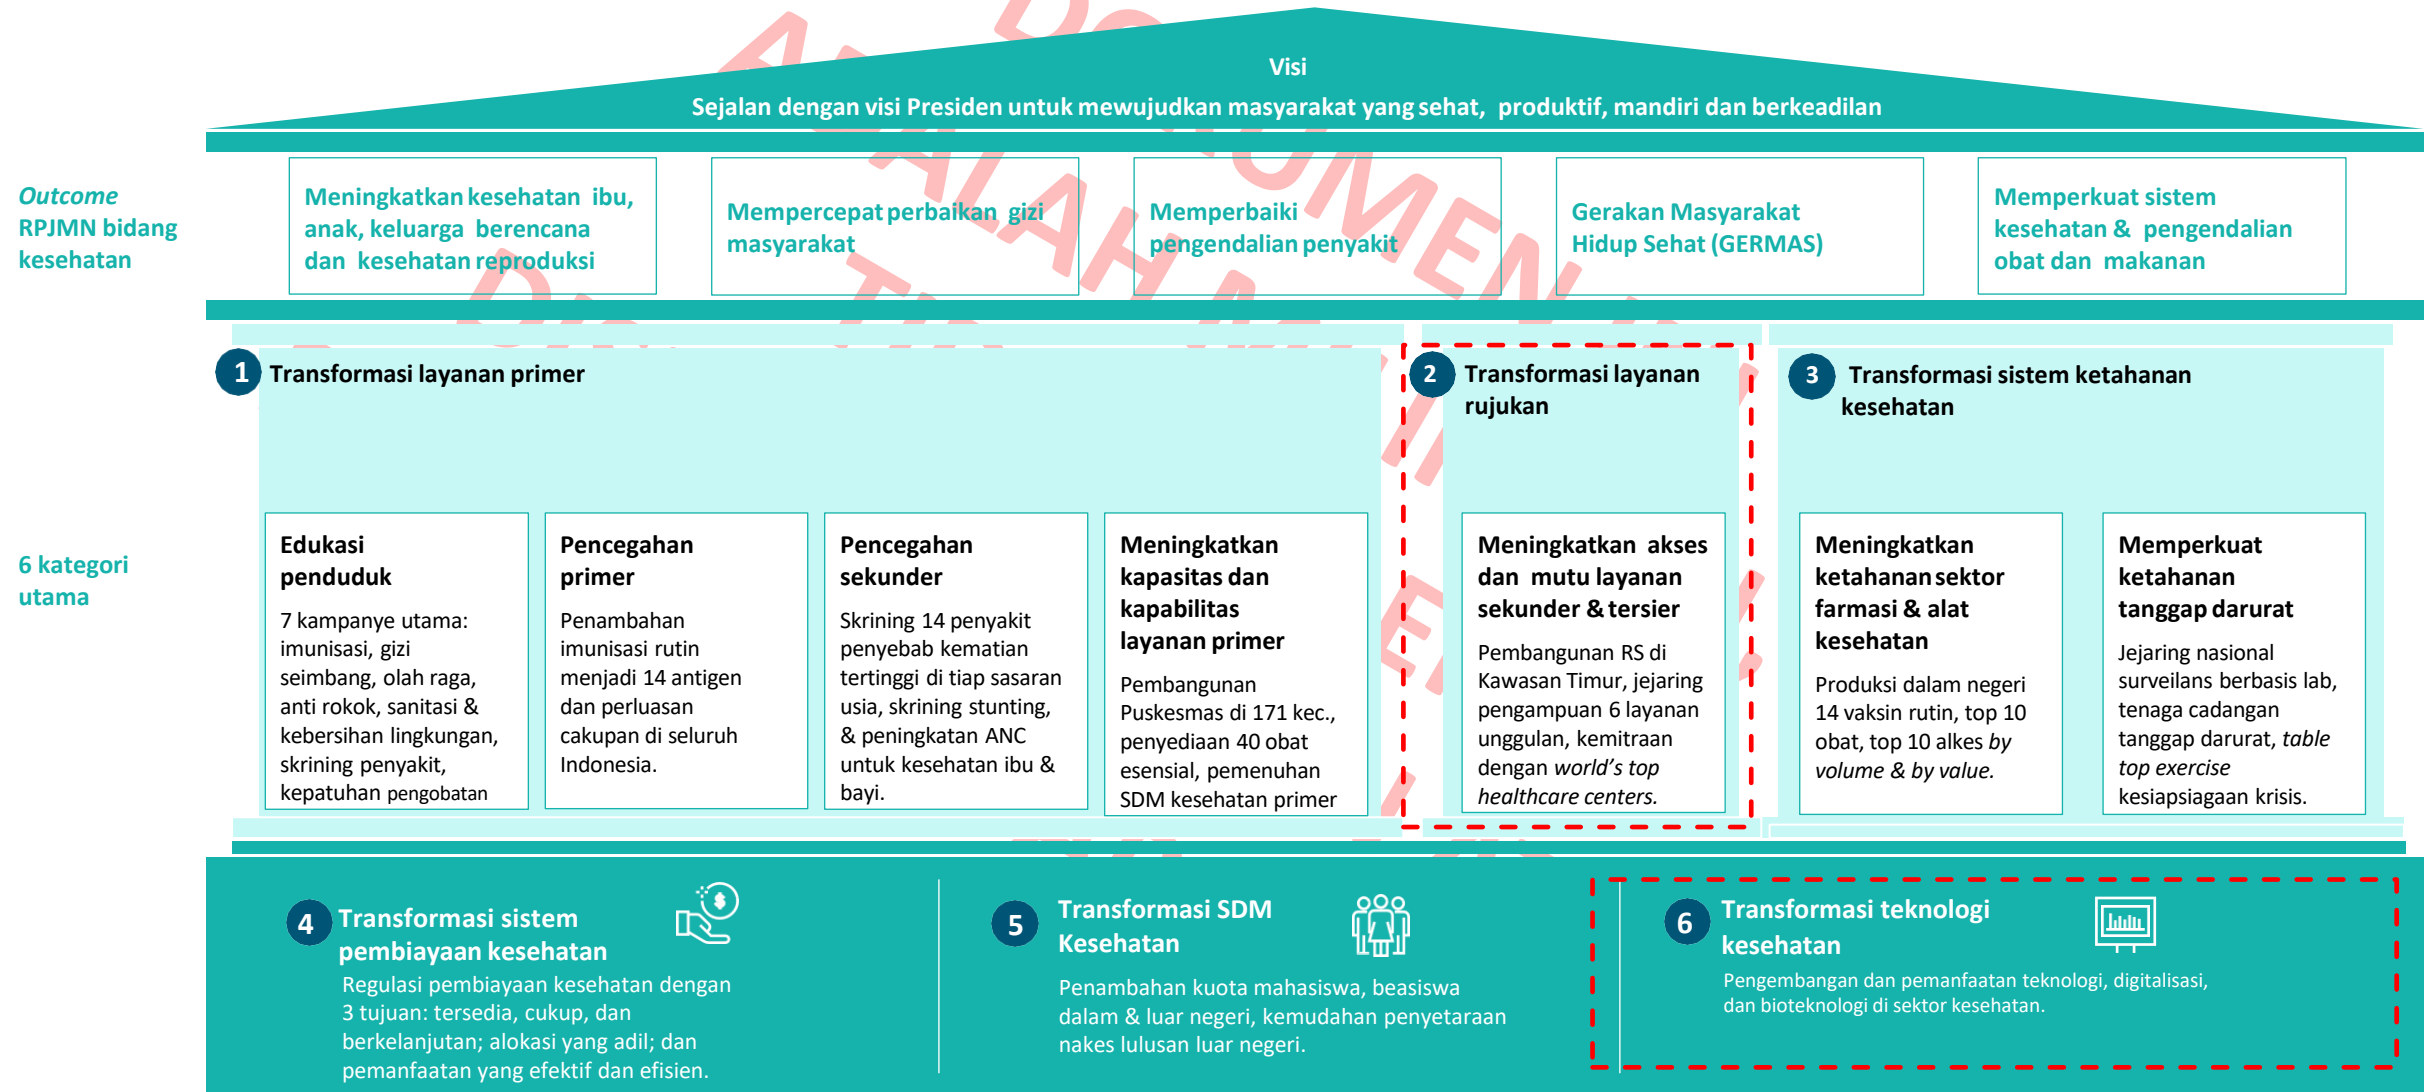 Visi
Sejalan dengan visi Presiden untuk mewujudkan masyarakat yang sehat, produktif, mandiri dan berkeadilan
Outcome
RPJMN bidang
kesehatan
Meningkatkan kesehatan ibu,
anak, keluarga berencana
dan kesehatan reproduksi
Mempercepat perbaikan gizi
masyarakat
Memperbaiki
pengendalian penyakit
Gerakan Masyarakat
Hidup Sehat (GERMAS)
Memperkuat sistem
kesehatan & pengendalian
obat dan makanan
6 kategori
utama
1 Transformasi layanan primer
Edukasi
penduduk
7 kampanye utama:
imunisasi, gizi
seimbang, olah raga,
anti rokok, sanitasi &
kebersihan lingkungan,
skrining penyakit,
kepatuhan pengobatan
Pencegahan
primer
Penambahan
imunisasi rutin
menjadi 14 antigen
dan perluasan
cakupan di seluruh
Indonesia.
Pencegahan
sekunder
Skrining 14 penyakit
penyebab kematian
tertinggi di tiap sasaran
usia, skrining stunting,
& peningkatan ANC
untuk kesehatan ibu &
bayi.
Meningkatkan
kapasitas dan
kapabilitas
layanan primer
Pembangunan
Puskesmas di 171 kec.,
penyediaan 40 obat
esensial, pemenuhan
SDM kesehatan primer
2 Transformasi layanan
rujukan
Meningkatkan akses
dan mutu layanan
sekunder & tersier
Pembangunan RS di
Kawasan Timur, jejaring
pengampuan 6 layanan
unggulan, kemitraan
dengan world's top
healthcare centers.
3 Transformasi sistem ketahanan
kesehatan
Meningkatkan
ketahanan sektor
farmasi & alat
kesehatan
Produksi dalam negeri
14 vaksin rutin, top 10
obat, top 10 alkes by
volume & by value.
Memperkuat
ketahanan
tanggap darurat
Jejaring nasional
surveilans berbasis lab,
tenaga cadangan
tanggap darurat, table
top exercise
kesiapsiagaan krisis.
4 Transformasi sistem
pembiayaan kesehatan
Regulasi pembiayaan kesehatan dengan
3 tujuan: tersedia, cukup, dan
berkelanjutan; alokasi yang adil; dan
pemanfaatan yang efektif dan efisien.
5 Transformasi SDM
Kesehatan
Penambahan kuota mahasiswa, beasiswa
dalam & luar negeri, kemudahan penyetaraan
nakes lulusan luar negeri.
6 Transformasi teknologi
kesehatan
Pengembangan dan pemanfaatan teknologi, digitalisasi,
dan bioteknologi di sektor kesehatan.